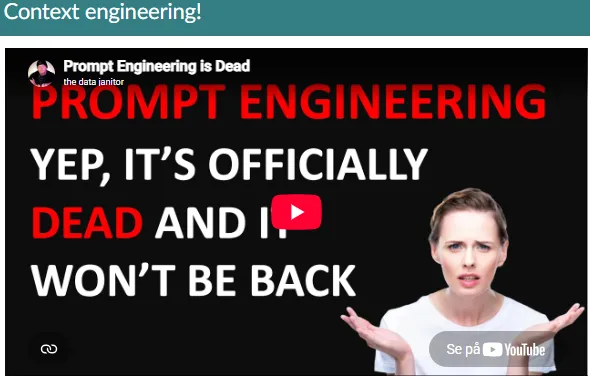 Context engineering!
Prompt Engineering is Dead
the data janitor
PROMPT ENGINEERING
YEP, IT'S OFFICIALLY
DEAD AND IT
WON'T BE BACK
Se på YouTube